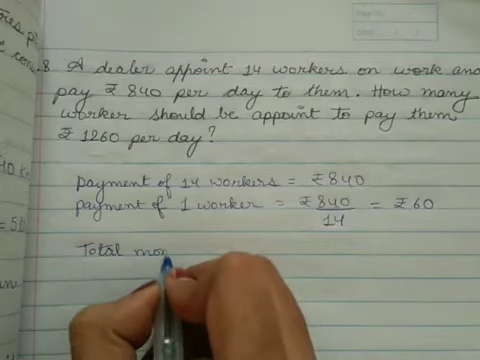 8. A dealer appoint 14 workers on work and
pay ₹ 840 per day to them. How many
worker should be appoint to pay them
₹ 1260 per day?
payment of 14 workers = ₹ 840
payment of 1 worker = ₹ 840/14 = ₹ 60
Total mo